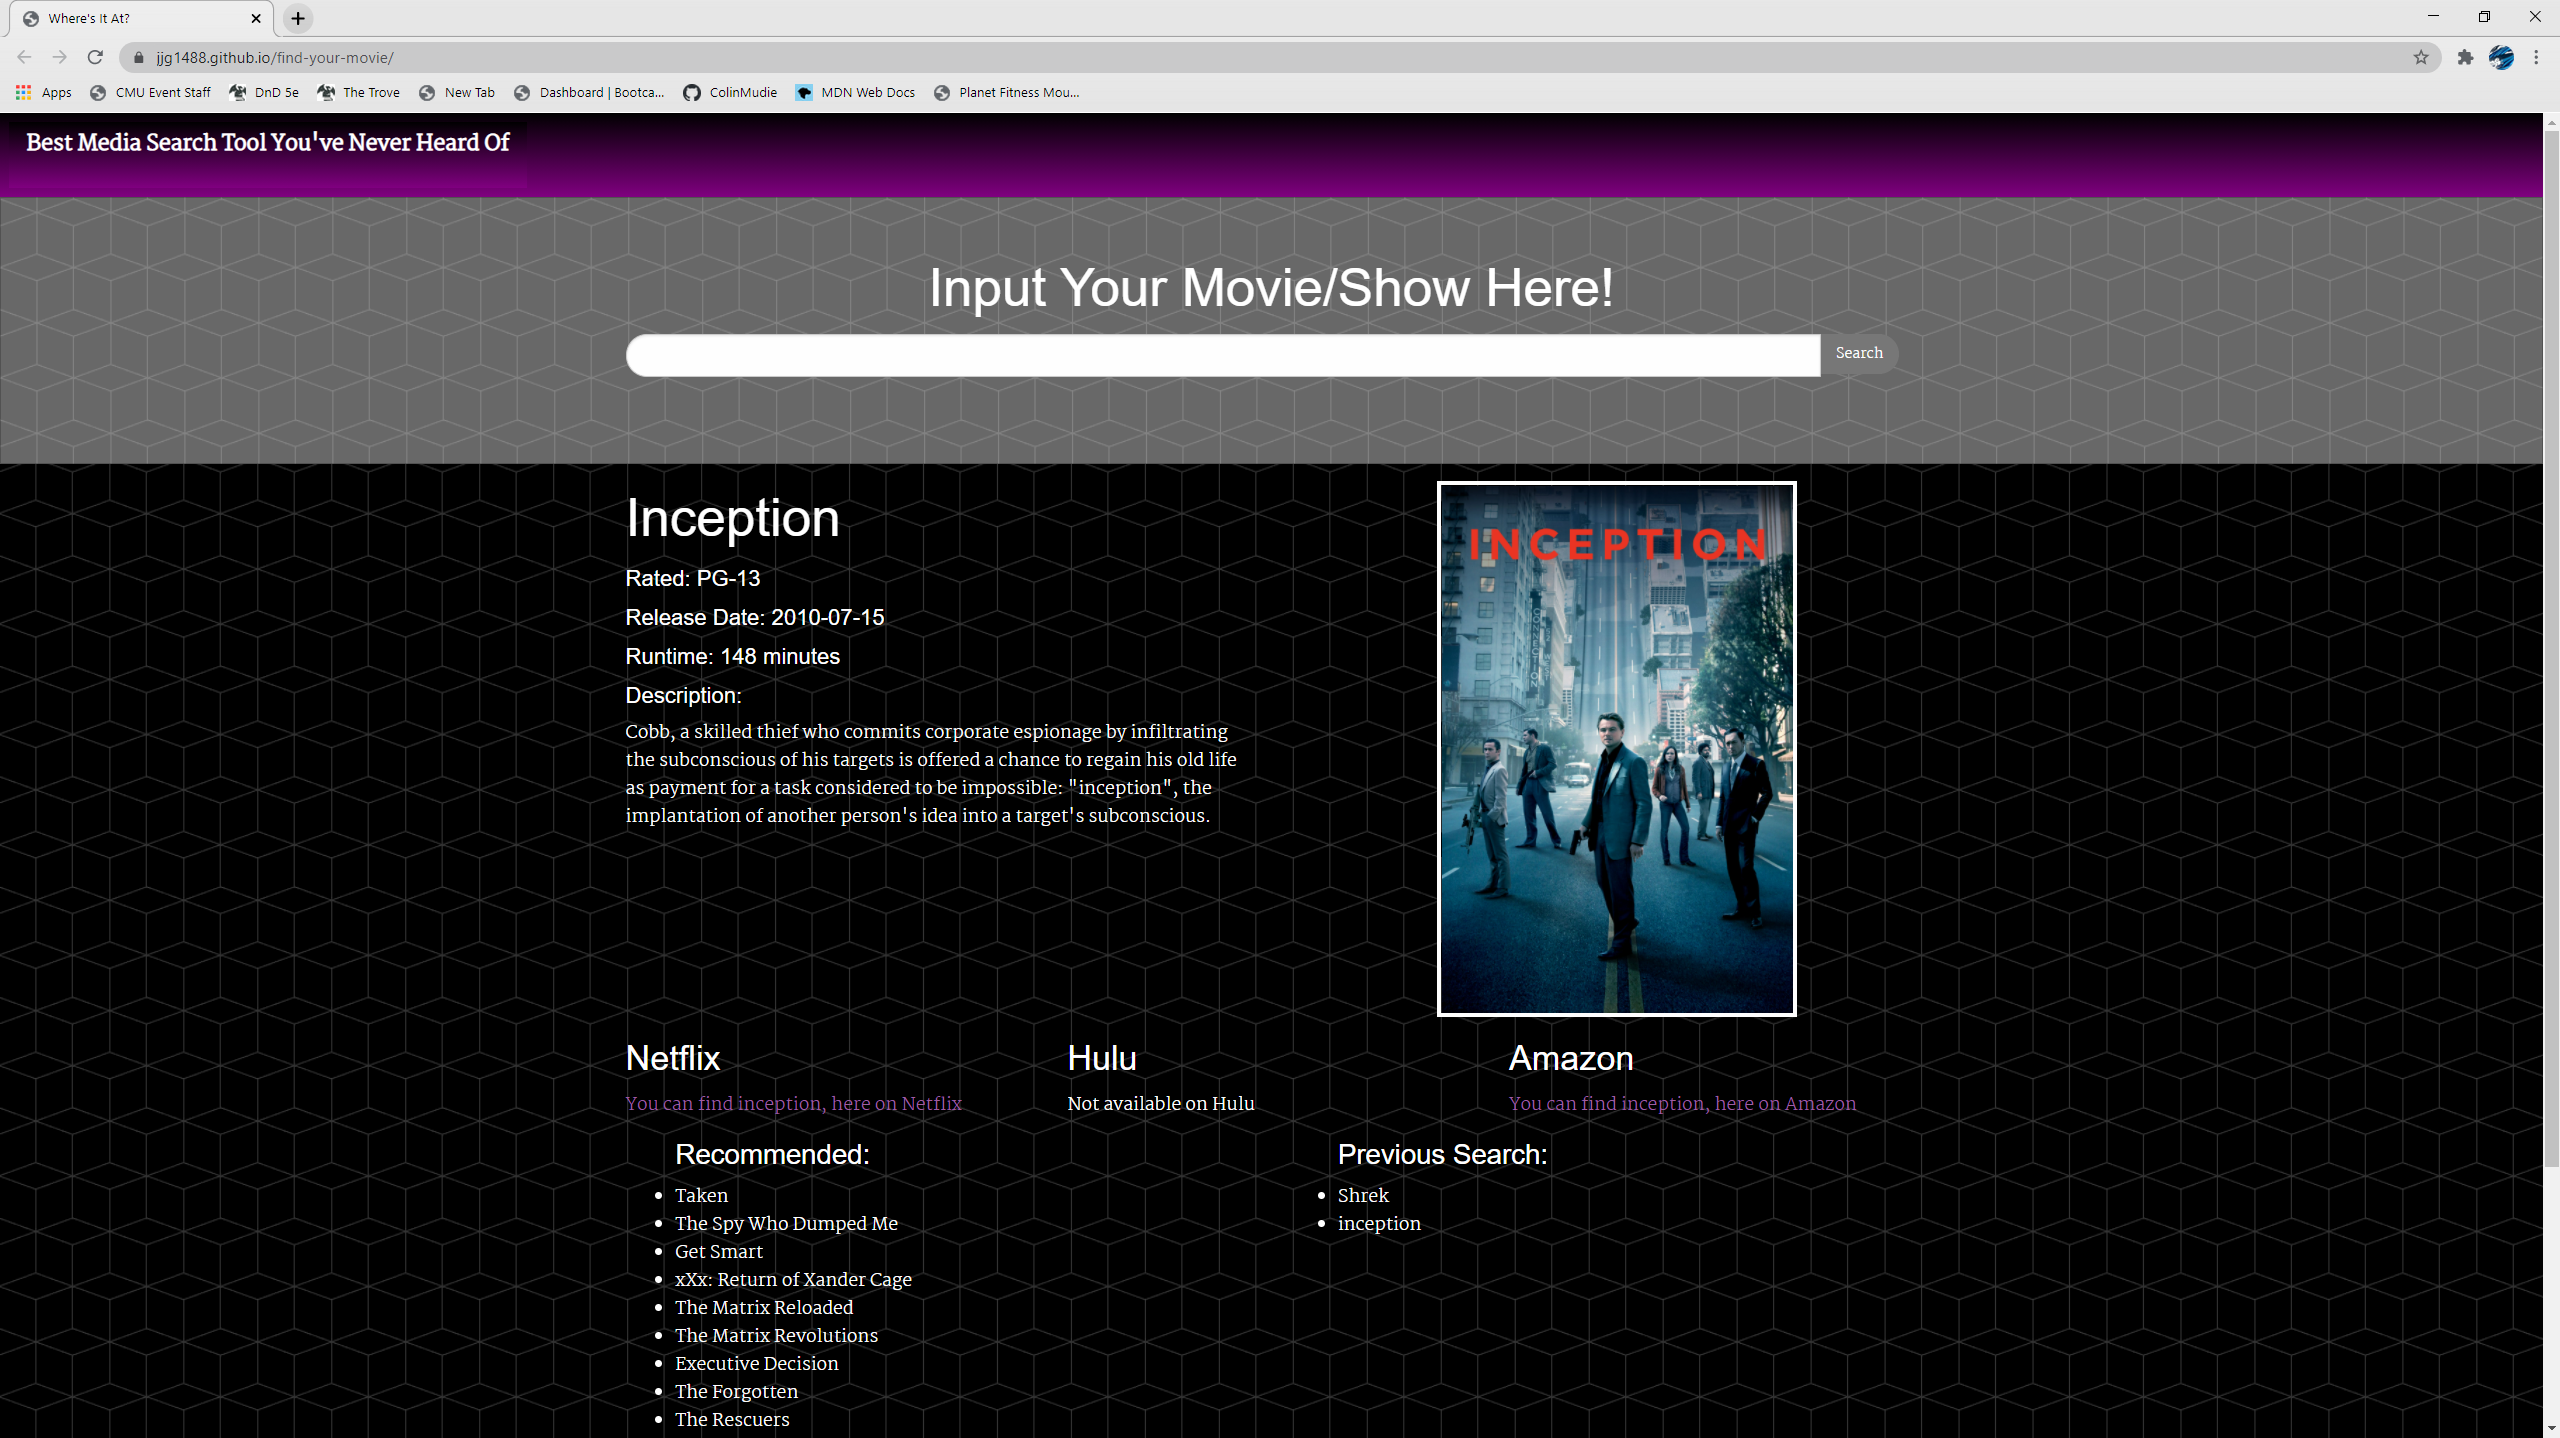 Where's It At?
jjg1488.github.io/find-your-movie/
Apps CMU Event Staff DnD 5e The Trove New Tab Dashboard | Bootca... ColinMudie MDN Web Docs Planet Fitness Mou...
Best Media Search Tool You've Never Heard Of
Input Your Movie/Show Here!
Search
Inception
Rated: PG-13
Release Date: 2010-07-15
Runtime: 148 minutes
Description:
Cobb, a skilled thief who commits corporate espionage by infiltrating
the subconscious of his targets is offered a chance to regain his old life
as payment for a task considered to be impossible: "inception", the
implantation of another person's idea into a target's subconscious.
INCEPTION
Netflix
You can find inception, here on Netflix
Hulu
Not available on Hulu
Amazon
You can find inception, here on Amazon
Recommended:
Taken
The Spy Who Dumped Me
Get Smart
xXx: Return of Xander Cage
The Matrix Reloaded
The Matrix Revolutions
Executive Decision
The Forgotten
The Rescuers
Previous Search:
Shrek
inception